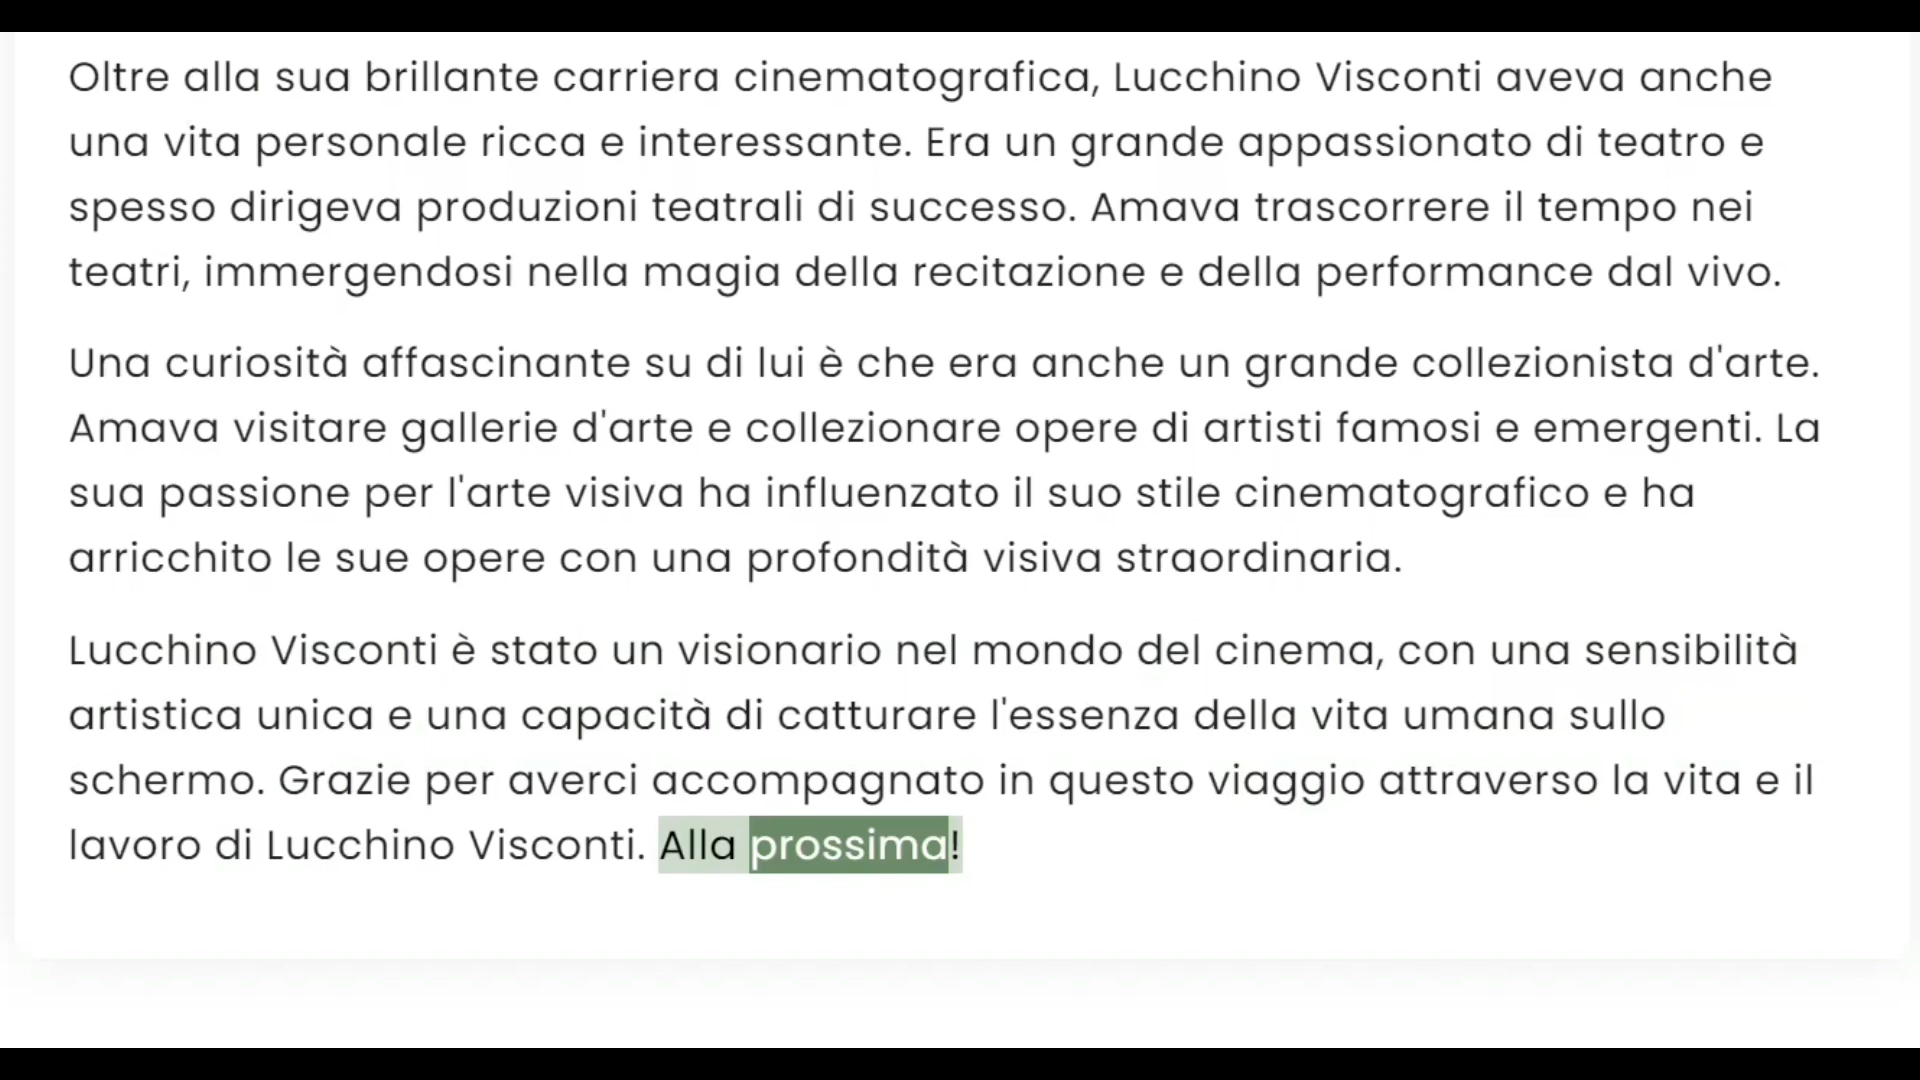 Oltre alla sua brillante carriera cinematografica, Lucchino Visconti aveva anche
una vita personale ricca e interessante. Era un grande appassionato di teatro e
spesso dirigeva produzioni teatrali di successo. Amava trascorrere il tempo nei
teatri, immergendosi nella magia della recitazione e della performance dal vivo.
Una curiosità affascinante su di lui è che era anche un grande collezionista d'arte.
Amava visitare gallerie d'arte e collezionare opere di artisti famosi e emergenti. La
sua passione per l'arte visiva ha influenzato il suo stile cinematografico e ha
arricchito le sue opere con una profondità visiva straordinaria.
Lucchino Visconti è stato un visionario nel mondo del cinema, con una sensibilità
artistica unica e una capacità di catturare l'essenza della vita umana sullo
schermo. Grazie per averci accompagnato in questo viaggio attraverso la vita e il
lavoro di Lucchino Visconti. Alla prossima!